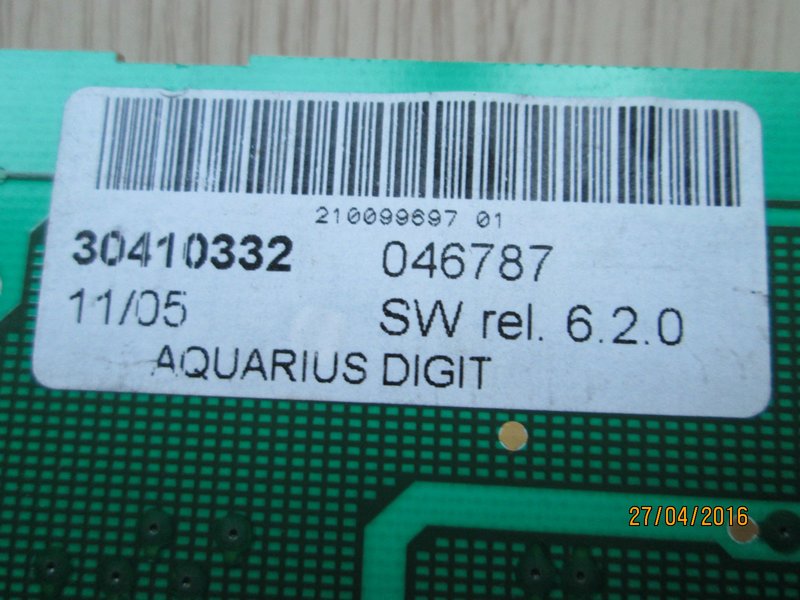 210099697 01
30410332 046787
11/05 SW rel. 6.2.0
AQUARIUS DIGIT
27/04/2016